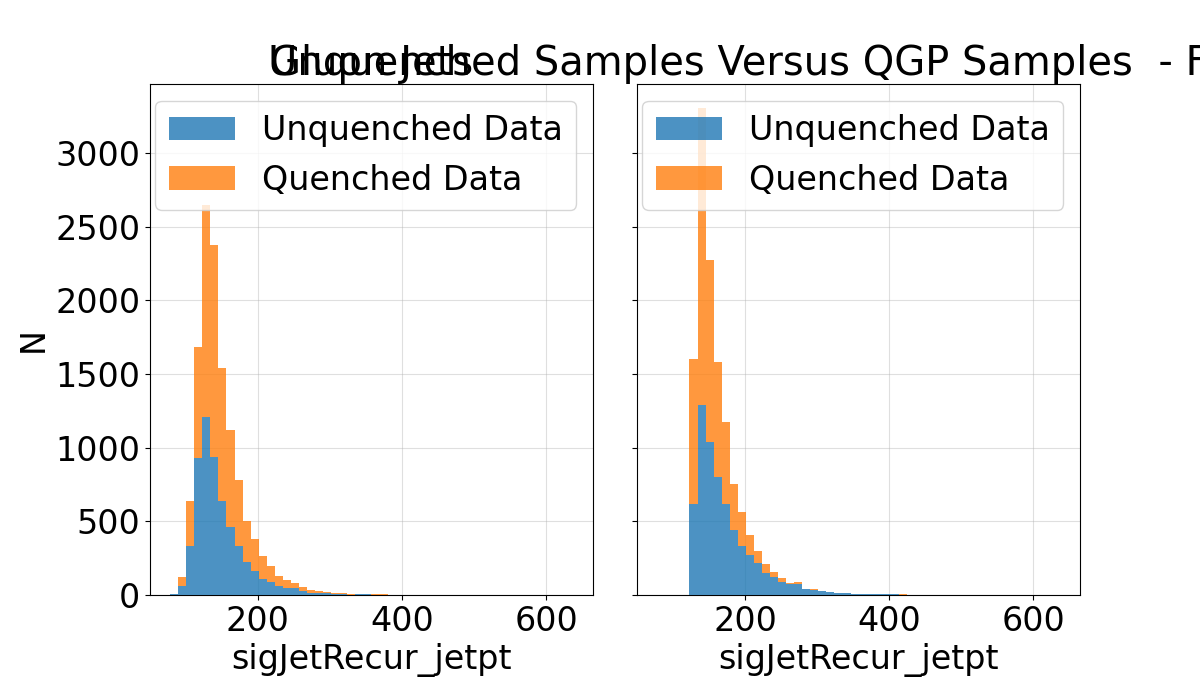 Gluon Jets
Unquenched Samples Versus QGP Samples - F
Unquenched Data
Quenched Data
Unquenched Data
Quenched Data
3000
2500
2000
1500
1000
500
0
N
200 400 600
200 400 600
sigJetRecur_jetpt
sigJetRecur_jetpt